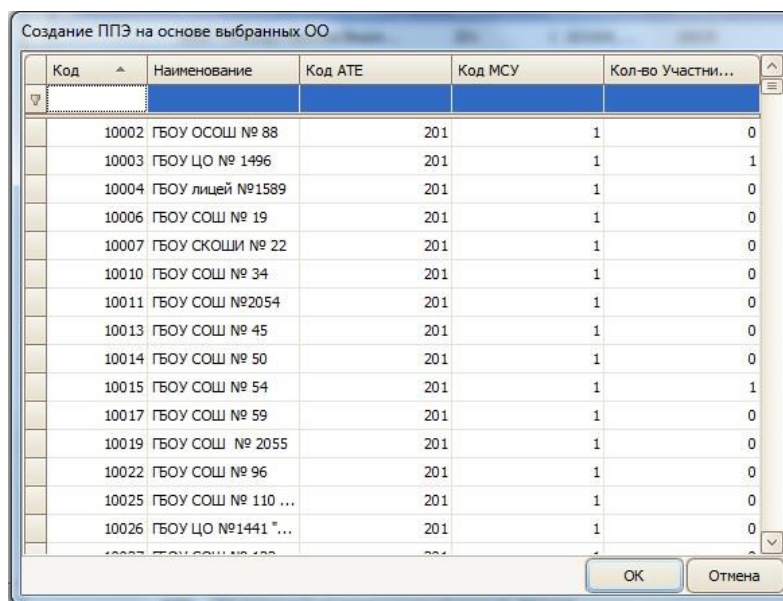 Создание ППЭ на основе выбранных ОО
Код Наименование Код АТЕ Код МСУ Кол-во Участни...
10002 ГБОУ ОСОШ № 88 201 1 0
10003 ГБОУ ЦО № 1496 201 1 1
10004 ГБОУ лицей №1589 201 1 0
10006 ГБОУ СОШ № 19 201 1 0
10007 ГБОУ СКОШИ № 22 201 1 0
10010 ГБОУ СОШ № 34 201 1 0
10011 ГБОУ СОШ №2054 201 1 0
10013 ГБОУ СОШ № 45 201 1 0
10014 ГБОУ СОШ № 50 201 1 0
10015 ГБОУ СОШ № 54 201 1 1
10017 ГБОУ СОШ № 59 201 1 0
10019 ГБОУ СОШ № 2055 201 1 0
10022 ГБОУ СОШ № 96 201 1 0
10025 ГБОУ СОШ № 110 ... 201 1 0
10026 ГБОУ ЦО №1441 "... 201 1 0
ОК Отмена